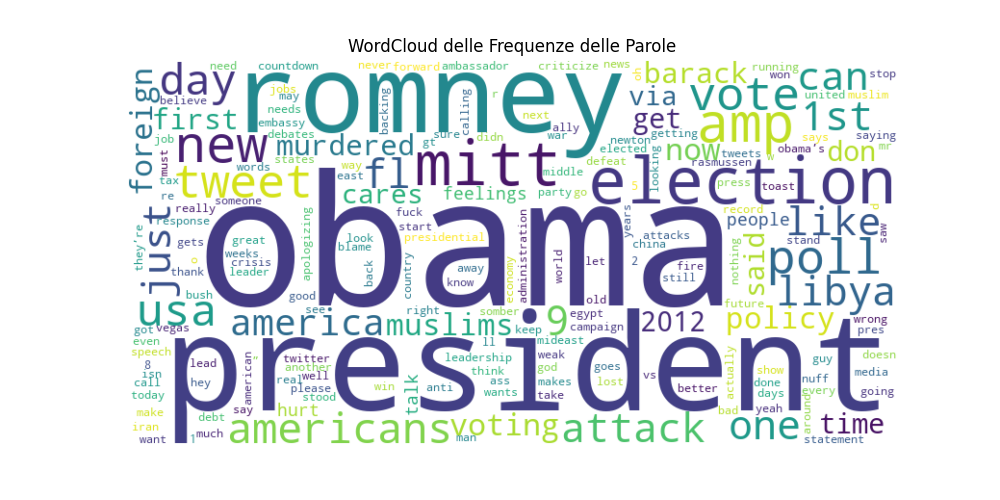 WordCloud delle Frequenze delle Parole
need countdown never forward ambassador criticize news running
day romney oh barack can won stop
believe jobs may backing calling r next vote united muslim
foreign first needs via get amp 1st
embassy debates gt sure didn ally war newton elected getting says saying
job new murdered mitt now don obama's mr
must states words way fl east middle defeat looking rasmussen tweets w
tax tweet cares feelings party go election 5 press toast
re someone fuck start years record people like d
response really just apologizing look blame presidential administration attacks said stand saw
they're gets great weeks crisis leader back country away know economy world let china 2 fire still nothing poll
o thank obama
bush good see right somber old future libya
usa america muslims 9 egypt campaign 2012 policy wrong
got vegas keep mideast pres
even speech president
8 isn lead american " twitter another ll leadership think weak god goes vs actually guy doesn
call hey real please well stood win talk anti ass wants makes take lost better show done days nuff every media
today make debt hurt bad yeah around going
iran want 1 much say americans man voting attack one time statement